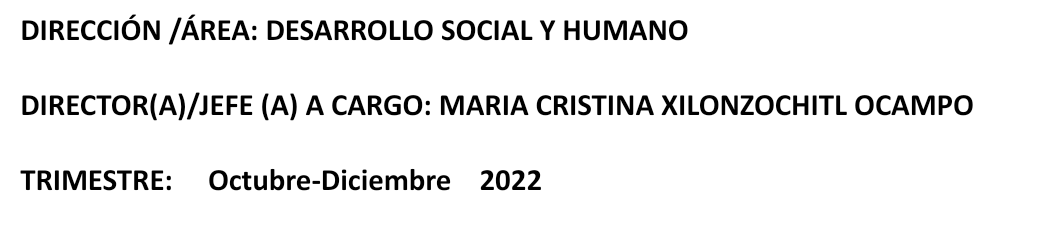 DIRECCIÓN /ÁREA: DESARROLLO SOCIAL Y HUMANO
DIRECTOR(A)/JEFE (A) A CARGO: MARIA CRISTINA XILONZOCHITL OCAMPO
TRIMESTRE: Octubre-Diciembre 2022